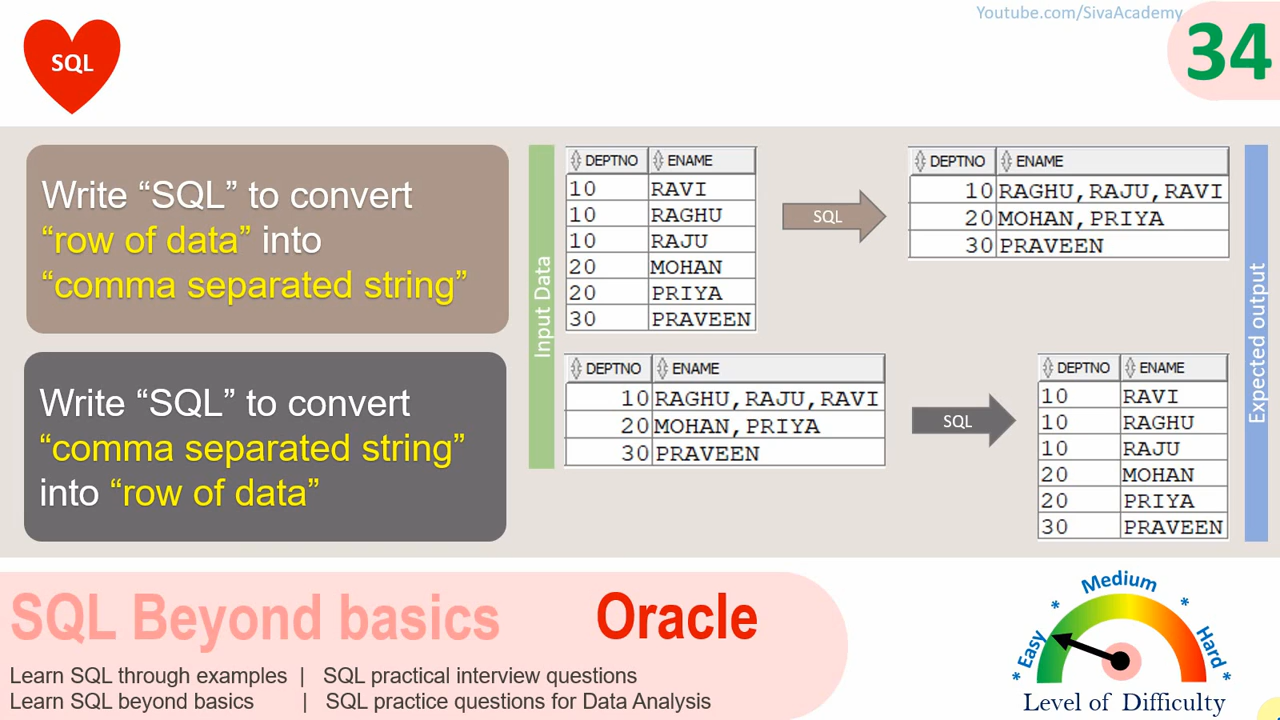 SQL
Youtube.com/SivaAcademy
34
Write “SQL” to convert
“row of data” into
“comma separated string”
Input Data
DEPTNO ENAME
10 RAVI
10 RAGHU
10 RAJU
20 MOHAN
20 PRIYA
30 PRAVEEN
SQL
DEPTNO ENAME
10 RAGHU,RAJU,RAVI
20 MOHAN,PRIYA
30 PRAVEEN
Expected output
Write “SQL” to convert
“comma separated string”
into “row of data”
DEPTNO ENAME
10 RAGHU,RAJU,RAVI
20 MOHAN,PRIYA
30 PRAVEEN
SQL
DEPTNO ENAME
10 RAVI
10 RAGHU
10 RAJU
20 MOHAN
20 PRIYA
30 PRAVEEN
SQL Beyond basics Oracle
Learn SQL through examples | SQL practical interview questions
Learn SQL beyond basics | SQL practice questions for Data Analysis
* Easy * Medium * Hard *
Level of Difficulty